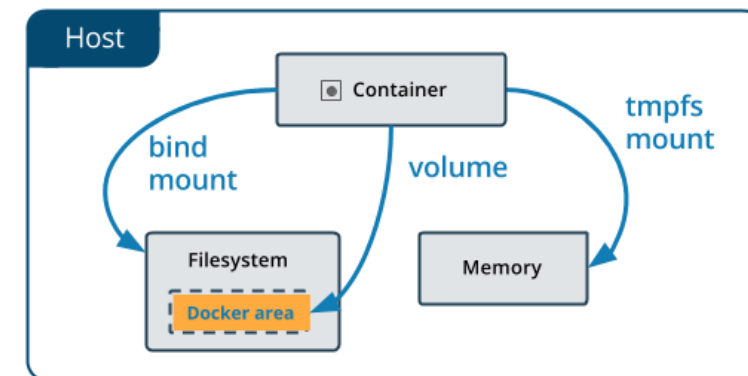 Host
Container
bind
mount
volume
tmpfs
mount
Filesystem
Docker area
Memory